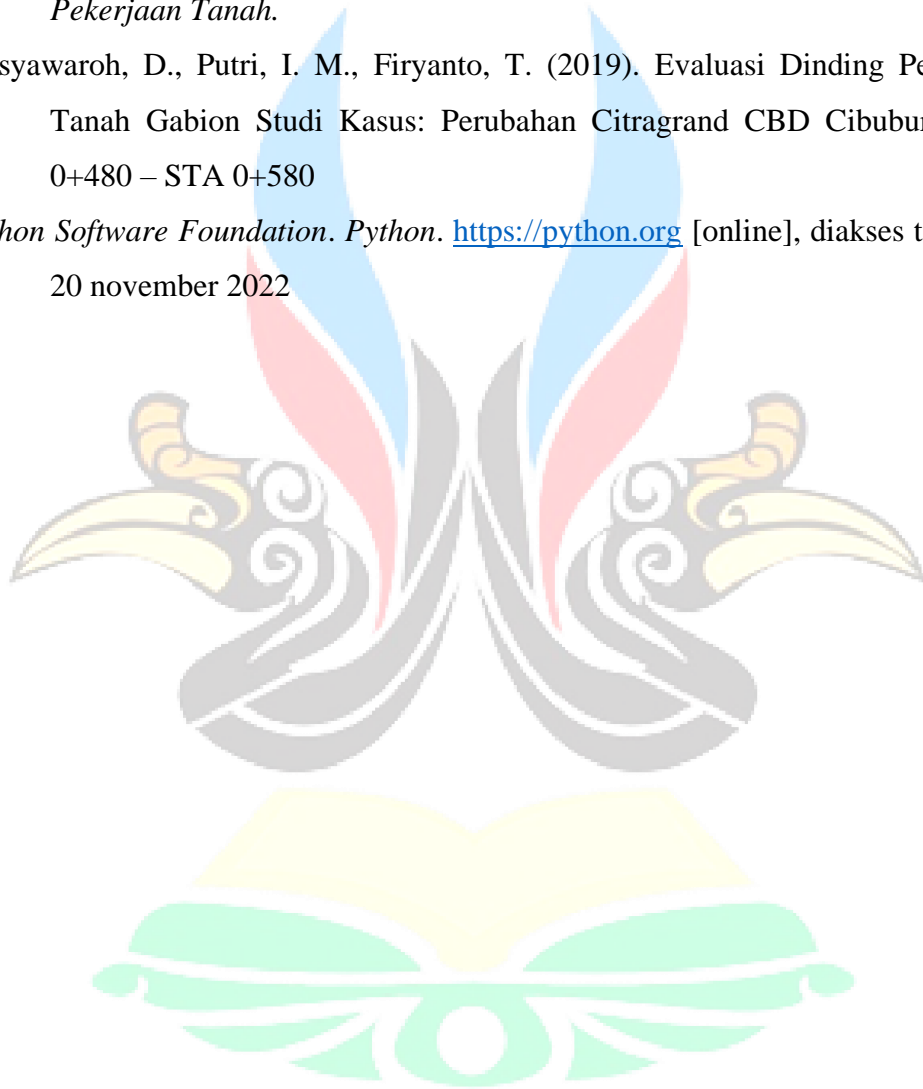 Pekerjaan Tanah.
syawaroh, D., Putri, I. M., Firyanto, T. (2019). Evaluasi Dinding Pe
Tanah Gabion Studi Kasus: Perubahan Citragrand CBD Cibubu
0+480 – STA 0+580
hon Software Foundation. Python. https://python.org [online], diakses t
20 november 2022